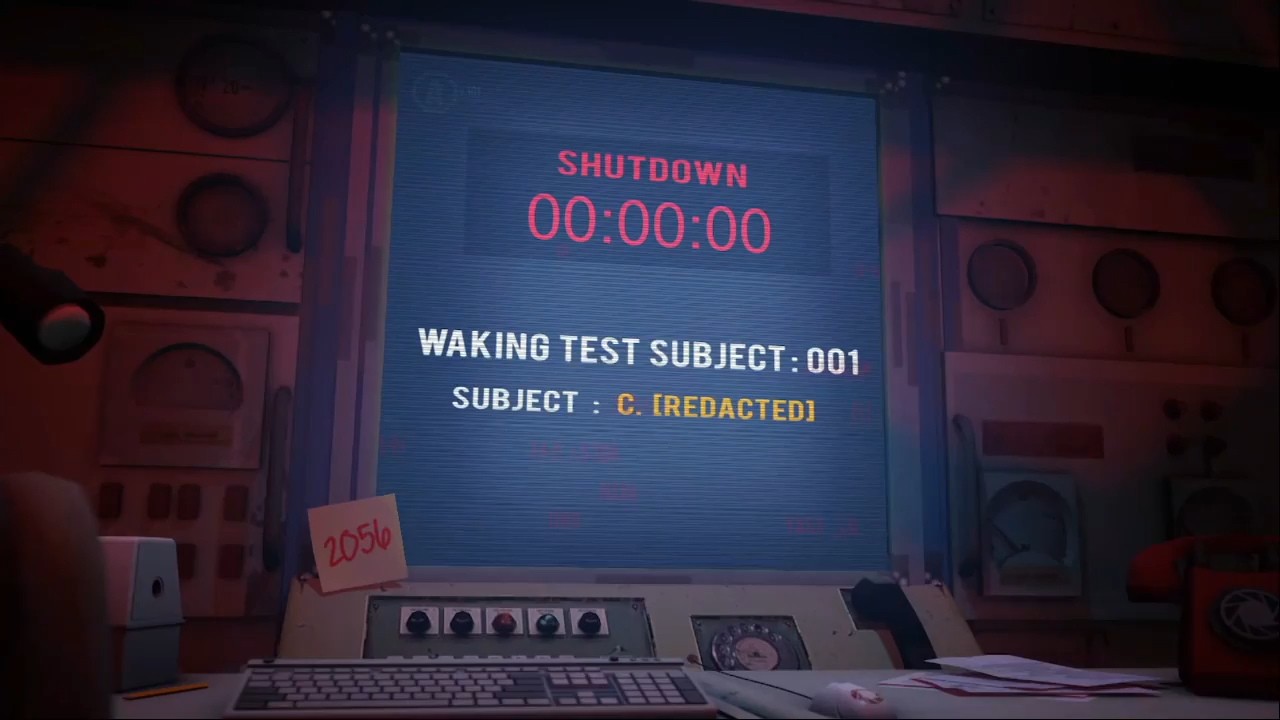 SHUTDOWN
00:00:00
WAKING TEST SUBJECT: 001
SUBJECT : C. [REDACTED]
2056